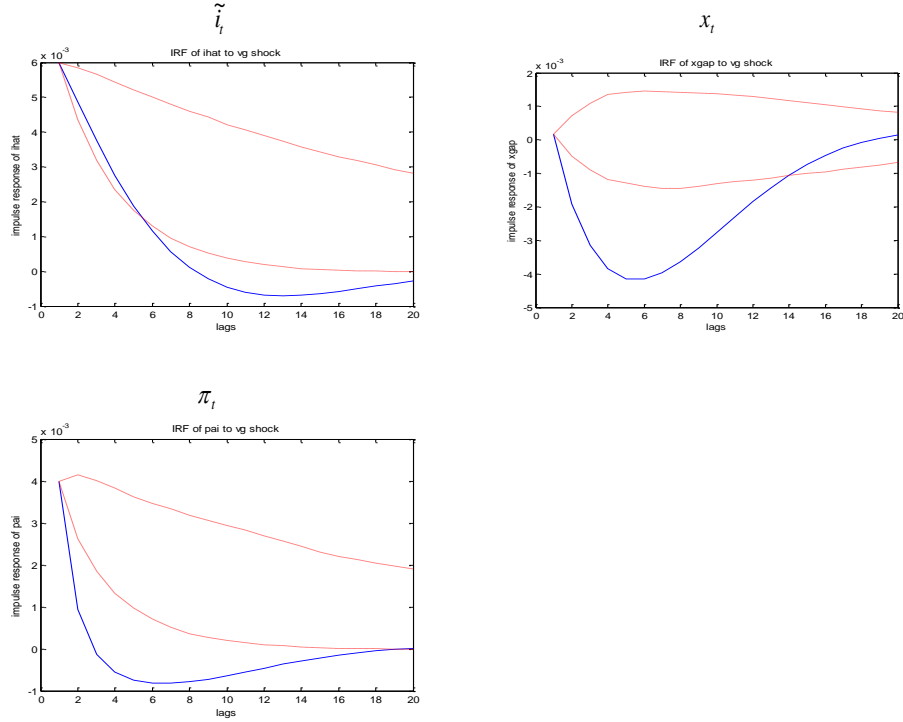 ĩ_t
x_t
IRF of ihat to vg shock
x 10^-3
6
5
4
3
2
1
0
-1
impulse response of ihat
0 2 4 6 8 10 12 14 16 18 20
lags
IRF of xgap to vg shock
x 10^-3
2
1
0
-1
-2
-3
-4
-5
impulse response of xgap
0 2 4 6 8 10 12 14 16 18 20
lags
π_t
IRF of pai to vg shock
x 10^-3
5
4
3
2
1
0
-1
impulse response of pai
0 2 4 6 8 10 12 14 16 18 20
lags